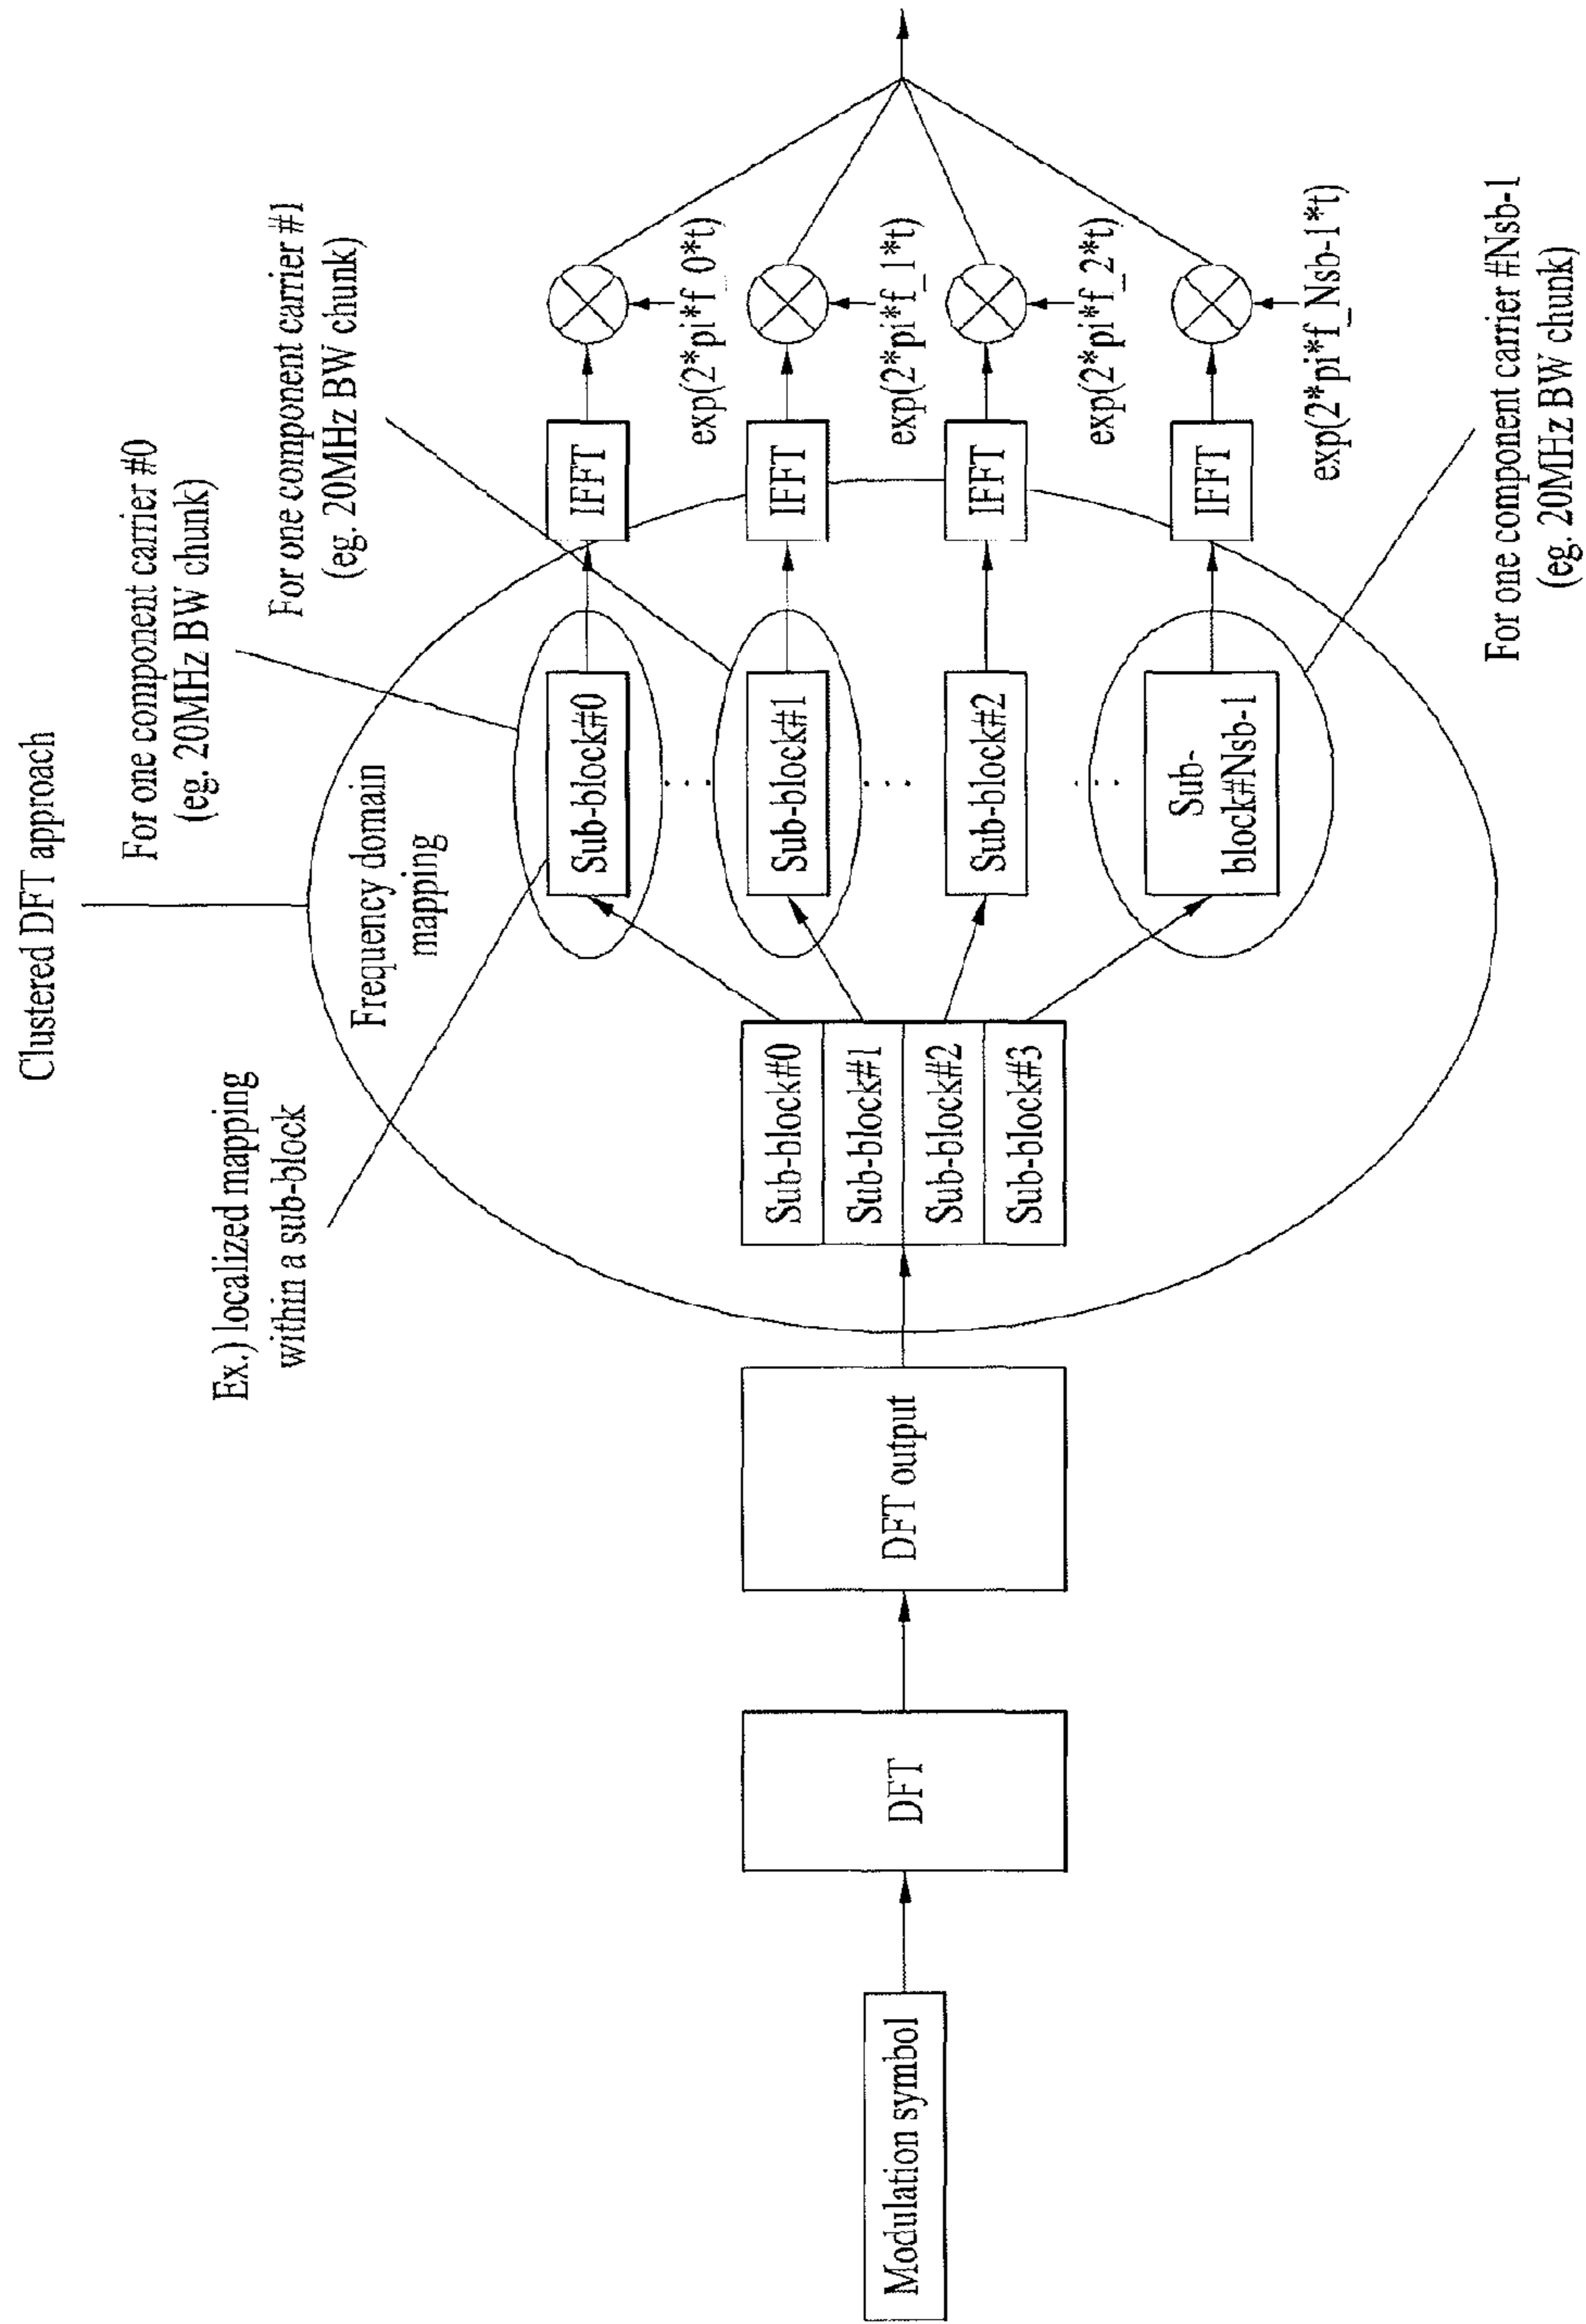 Clustered DFT approach
For one component carrier #0
(eg. 20MHz BW chunk)
For one component carrier #1
(eg. 20MHz BW chunk)
Ex.) localized mapping
within a sub-block
Frequency domain
mapping
Modulation symbol
DFT
DFT output
Sub-block#0
Sub-block#1
Sub-block#2
Sub-block#3
Sub-block#0
IFFT
exp(2*pi*f_0*t)
Sub-block#1
IFFT
exp(2*pi*f_1*t)
Sub-block#2
IFFT
exp(2*pi*f_2*t)
Sub-
block#Nsb-1
IFFT
exp(2*pi*f_Nsb-1*t)
For one component carrier #Nsb-1
(eg. 20MHz BW chunk)